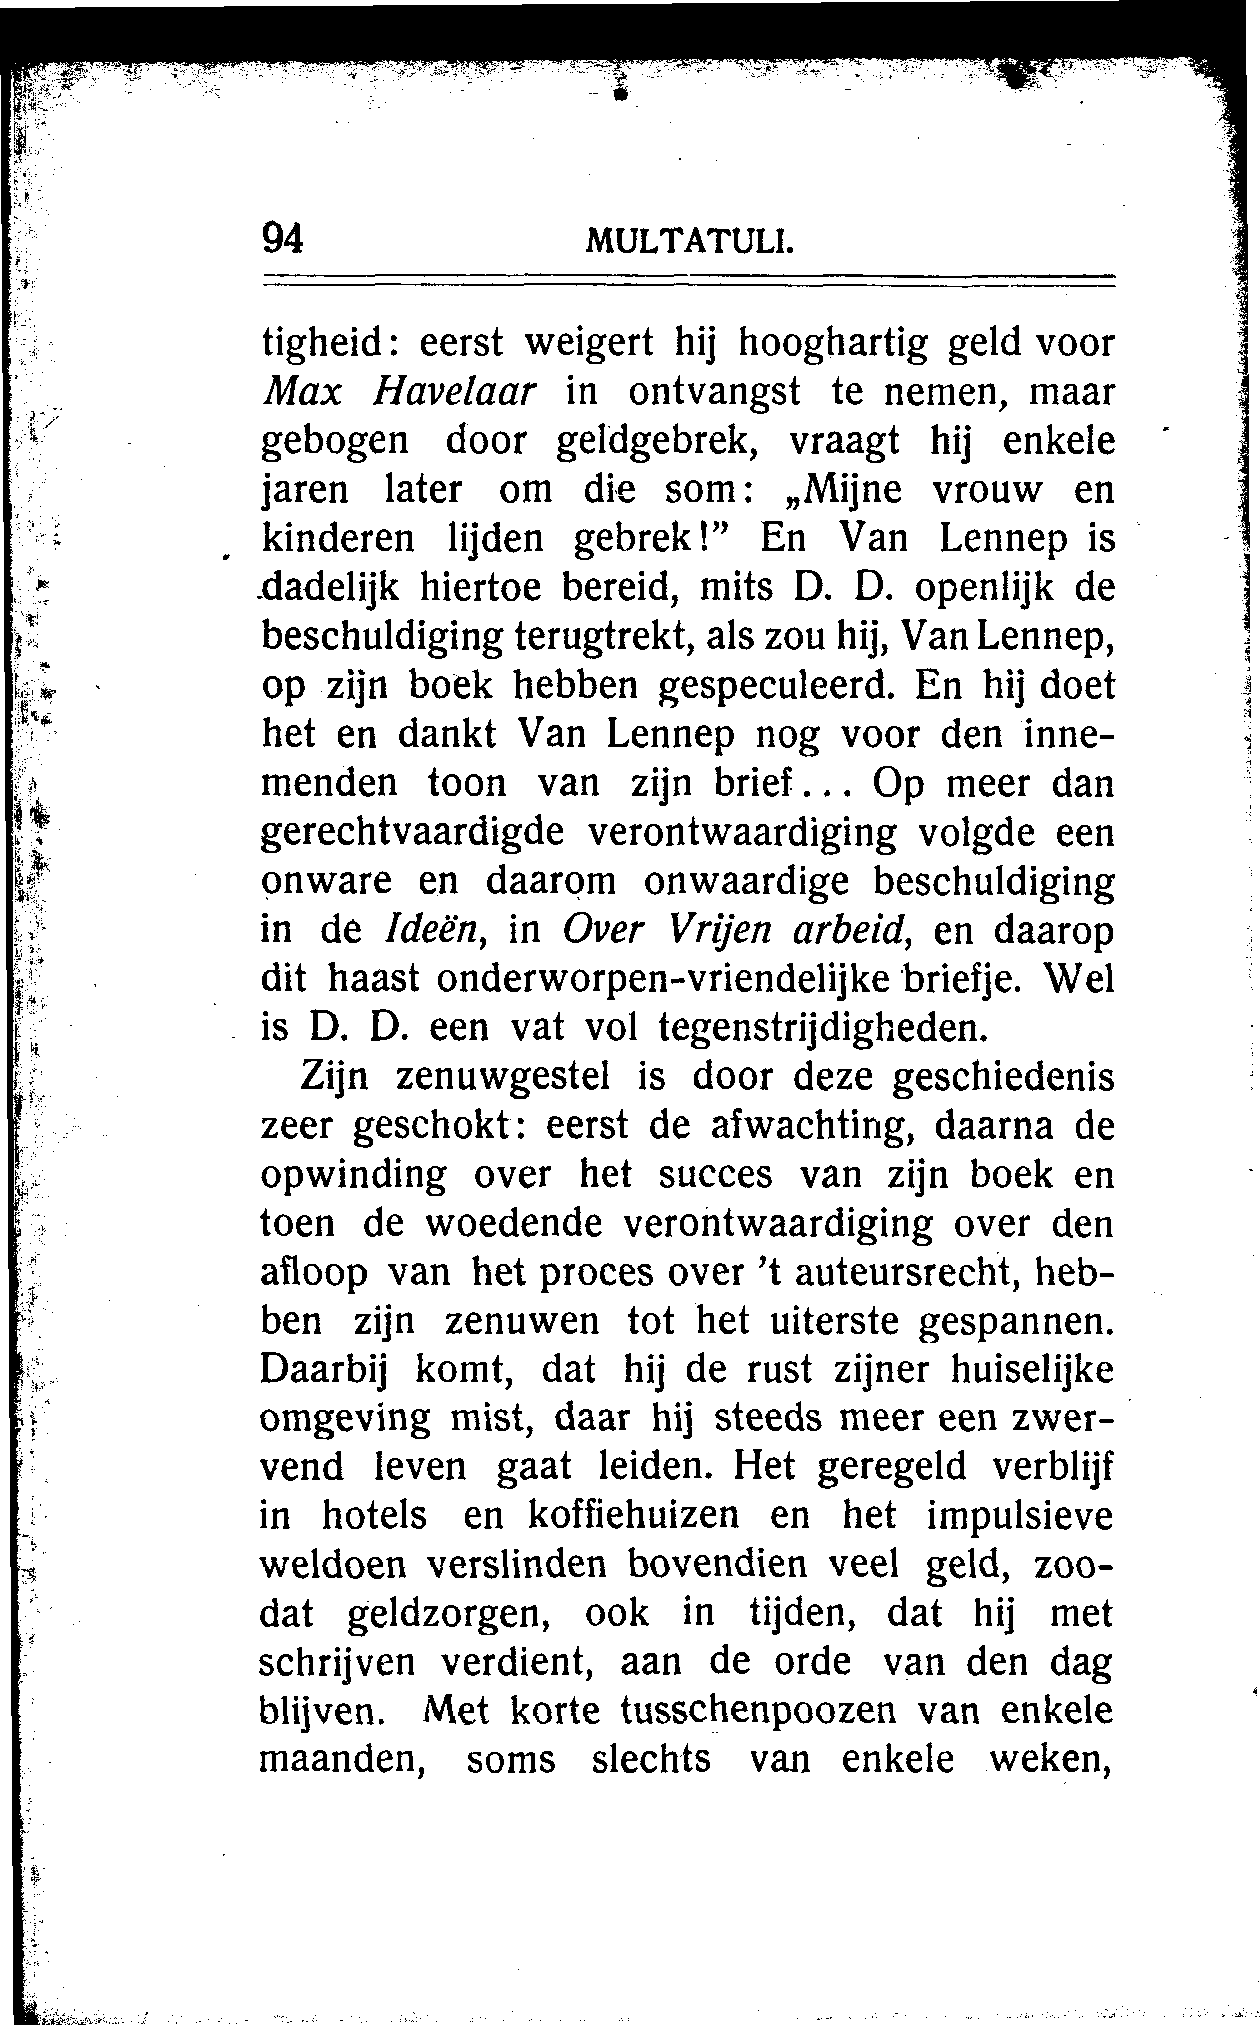 94 MULTATULI.
tigheid: eerst weigert hij hooghartig geld voor
Max Havelaar in ontvangst te nemen, maar
gebogen door geldgebrek, vraagt hij enkele
jaren later om die som: „Mijne vrouw en
kinderen lijden gebrek!” En Van Lennep is
dadelijk hiertoe bereid, mits D. D. openlijk de
beschuldiging terugtrekt, als zou hij, Van Lennep,
op zijn boek hebben gespeculeerd. En hij doet
het en dankt Van Lennep nog voor den inne-
menden toon van zijn brief... Op meer dan
gerechtvaardigde verontwaardiging volgde een
onware en daarom onwaardige beschuldiging
in de Ideën, in Over Vrijen arbeid, en daarop
dit haast onderworpen-vriendelijke briefje. Wel
is D. D. een vat vol tegenstrijdigheden.
Zijn zenuwgestel is door deze geschiedenis
zeer geschokt: eerst de afwachting, daarna de
opwinding over het succes van zijn boek en
toen de woedende verontwaardiging over den
afloop van het proces over ’t auteursrecht, heb-
ben zijn zenuwen tot het uiterste gespannen.
Daarbij komt, dat hij de rust zijner huiselijke
omgeving mist, daar hij steeds meer een zwer-
vend leven gaat leiden. Het geregeld verblijf
in hotels en koffiehuizen en het impulsieve
weldoen verslinden bovendien veel geld, zoo-
dat geldzorgen, ook in tijden, dat hij met
schrijven verdient, aan de orde van den dag
blijven. Met korte tusschenpoozen van enkele
maanden, soms slechts van enkele weken,